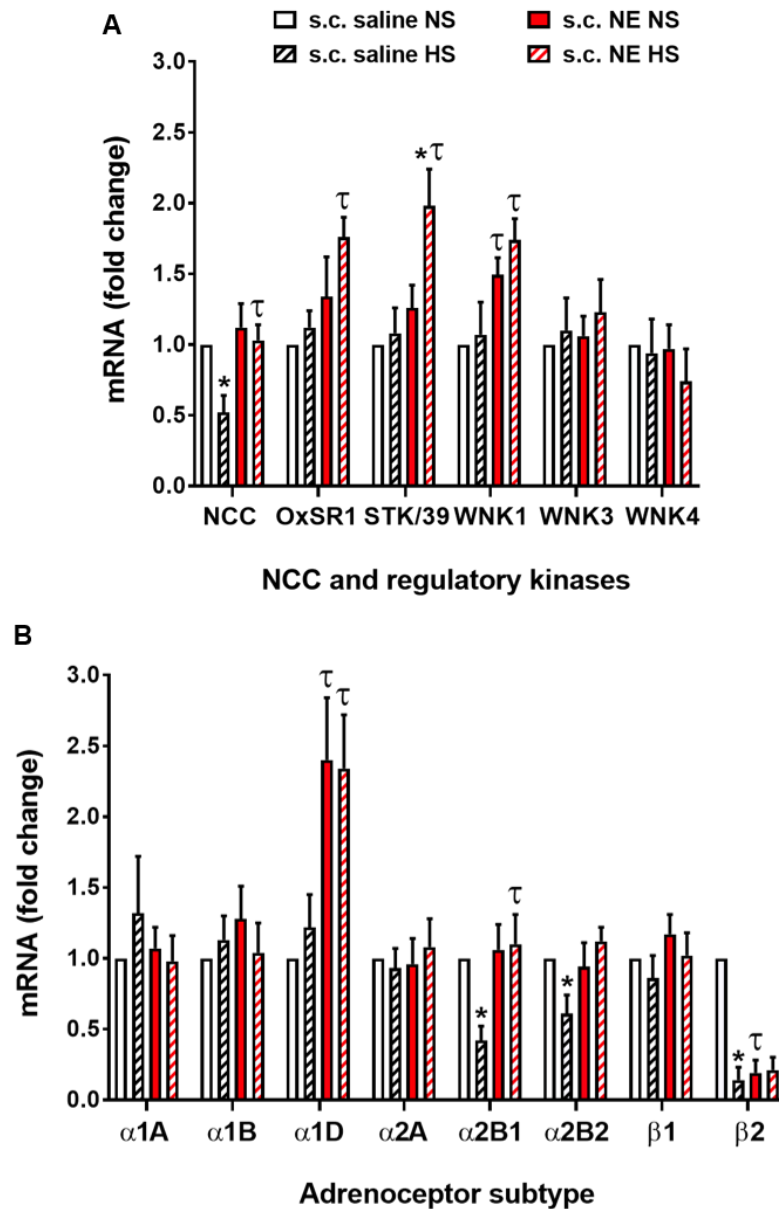 A
s.c. saline NS
s.c. NE NS
s.c. saline HS
s.c. NE HS
mRNA (fold change)
3.0
2.5
2.0
1.5
1.0
0.5
0.0
*
τ
τ
*τ
τ
τ
NCC OxSR1 STK/39 WNK1 WNK3 WNK4
NCC and regulatory kinases
B
mRNA (fold change)
3.0
2.5
2.0
1.5
1.0
0.5
0.0
τ τ
*
τ
*
* τ
α1A α1B α1D α2A α2B1 α2B2 β1 β2
Adrenoceptor subtype